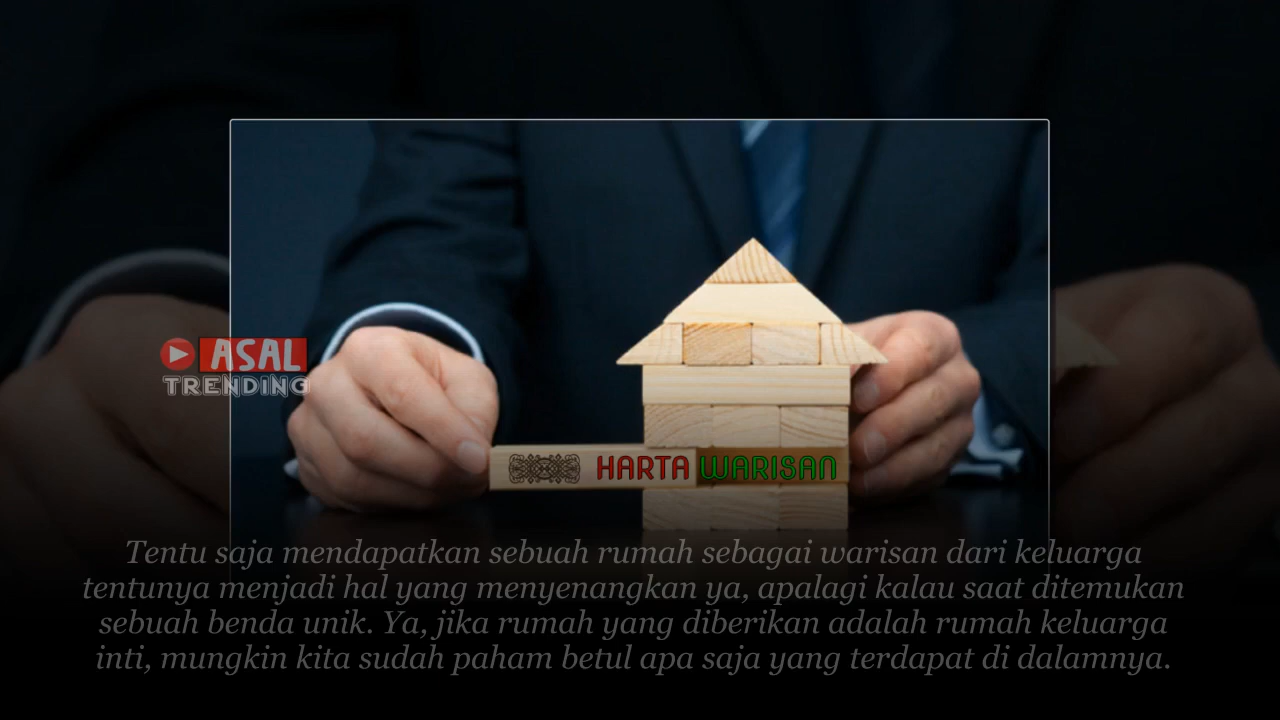 ASAL
TRENDING
HARTA WARISAN
Tentu saja mendapatkan sebuah rumah sebagai warisan dari keluarga
tentunya menjadi hal yang menyenangkan ya, apalagi kalau saat ditemukan
sebuah benda unik. Ya, jika rumah yang diberikan adalah rumah keluarga
inti, mungkin kita sudah paham betul apa saja yang terdapat di dalamnya.